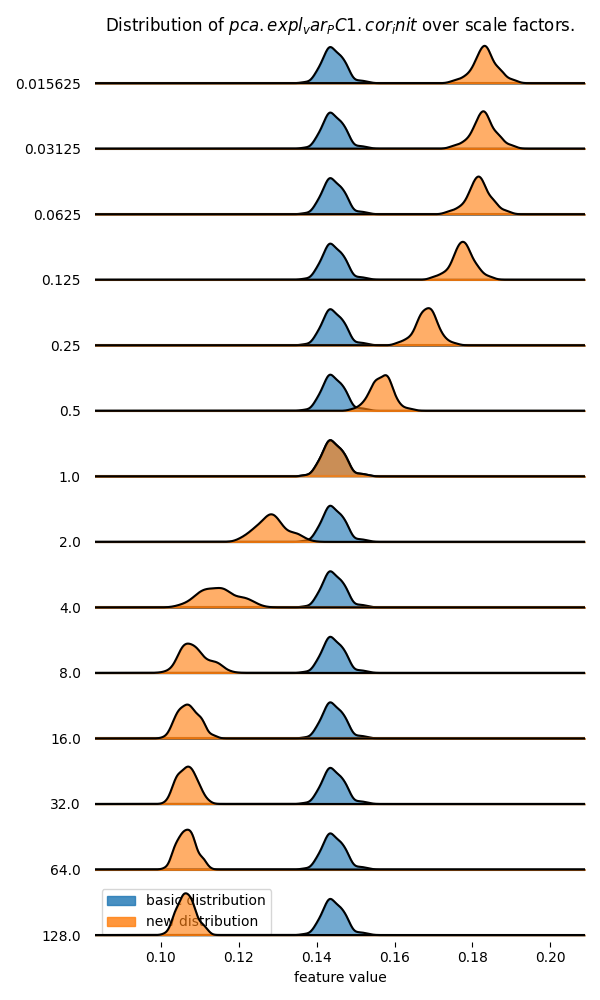 Distribution of pca.expl_var_PC1.cor_init over scale factors.
0.015625
0.03125
0.0625
0.125
0.25
0.5
1.0
2.0
4.0
8.0
16.0
32.0
64.0
128.0
basic distribution
new distribution
0.10 0.12 0.14 0.16 0.18 0.20
feature value